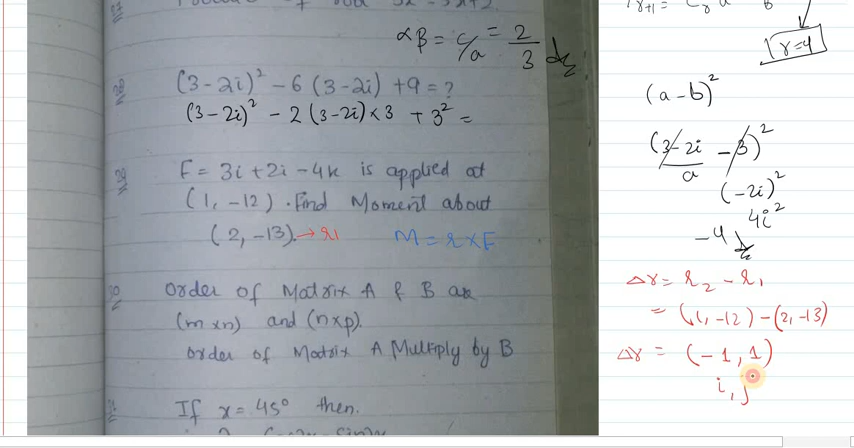 αβ = c/a = 2/3
(3-2i)² - 6 (3-2i) + 9 = ?
(3-2i)² - 2 (3-2i) × 3 + 3² =
F = 3i + 2i - 4k is applied at
(1, -12). Find Moment about
(2, -13). → r1 M = r × F
Order of Matrix A & B are
(m×n) and (n×p).
Order of Matrix A Multiply by B
If x = 45° then.
r=4
(a-b)²
(3-2i - 3)²
a
(-2i)²
4i²
-4
Δr = r₂ - r₁
= (1, -12) - (2, -13)
Δr = (-1, 1)
i, j